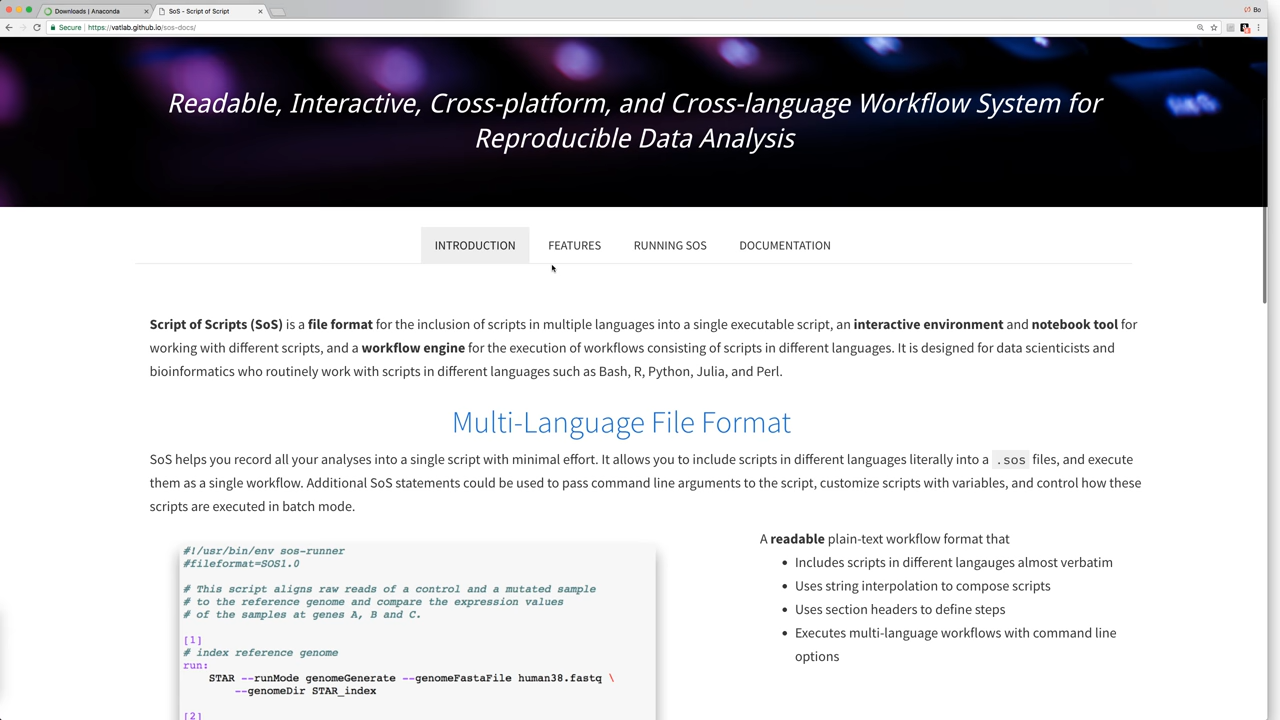 Downloads | Anaconda
SoS - Script of Script
Bo
Secure
https://vatlab.github.io/sos-docs/
Readable, Interactive, Cross-platform, and Cross-language Workflow System for
Reproducible Data Analysis
INTRODUCTION FEATURES RUNNING SOS DOCUMENTATION
Script of Scripts (SoS) is a file format for the inclusion of scripts in multiple languages into a single executable script, an interactive environment and notebook tool for
working with different scripts, and a workflow engine for the execution of workflows consisting of scripts in different languages. It is designed for data scientists and
bioinformatics who routinely work with scripts in different languages such as Bash, R, Python, Julia, and Perl.
Multi-Language File Format
SoS helps you record all your analyses into a single script with minimal effort. It allows you to include scripts in different languages literally into a .sos files, and execute
them as a single workflow. Additional SoS statements could be used to pass command line arguments to the script, customize scripts with variables, and control how these
scripts are executed in batch mode.
#!/usr/bin/env sos-runner
#fileformat=SOS1.0
# This script aligns raw reads of a control and a mutated sample
# to the reference genome and compare the expression values
# of the samples at genes A, B and C.
[1]
# index reference genome
run:
STAR --runMode genomeGenerate --genomeFastaFile human38.fastq \
--genomeDir STAR_index
[2]
A readable plain-text workflow format that
• Includes scripts in different langauges almost verbatim
• Uses string interpolation to compose scripts
• Uses section headers to define steps
• Executes multi-language workflows with command line
options